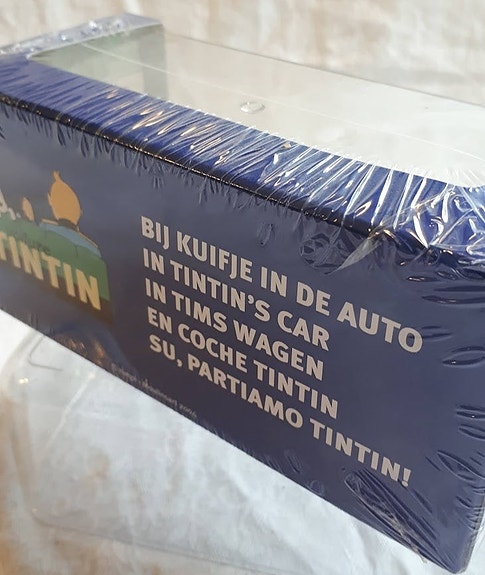 TINTIN
BIJ KUIFJE IN DE AUTO
IN TINTIN'S CAR
IN TIMS WAGEN
EN COCHE TINTIN
SU, PARTIAMO TINTIN!